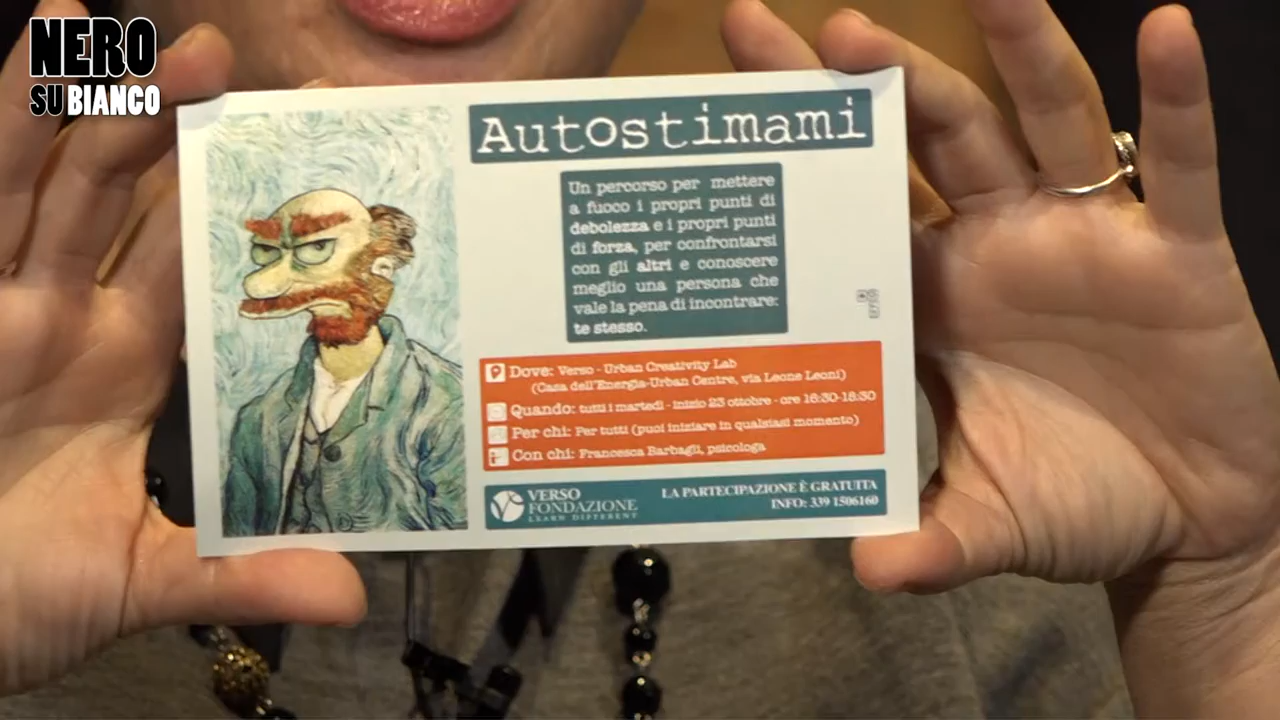 NERO
SU BIANCO
Autostimami
Un percorso per mettere
a fuoco i propri punti di
debolezza e i propri punti
di forza, per confrontarsi
con gli altri e conoscere
meglio una persona che
vale la pena di incontrare:
te stesso.
Dove: Verso - Urban Creativity Lab
(Casa dell'Energia-Urban Centre, via Leone Leoni)
Quando: tutti i martedì - inizio 23 ottobre - ore 16:30-18:30
Per chi: Per tutti (puoi iniziare in qualsiasi momento)
Con chi: Francesca Barbagli, psicologa
VERSO
FONDAZIONE
LEARN DIFFERENT
LA PARTECIPAZIONE È GRATUITA
INFO: 339 1506160